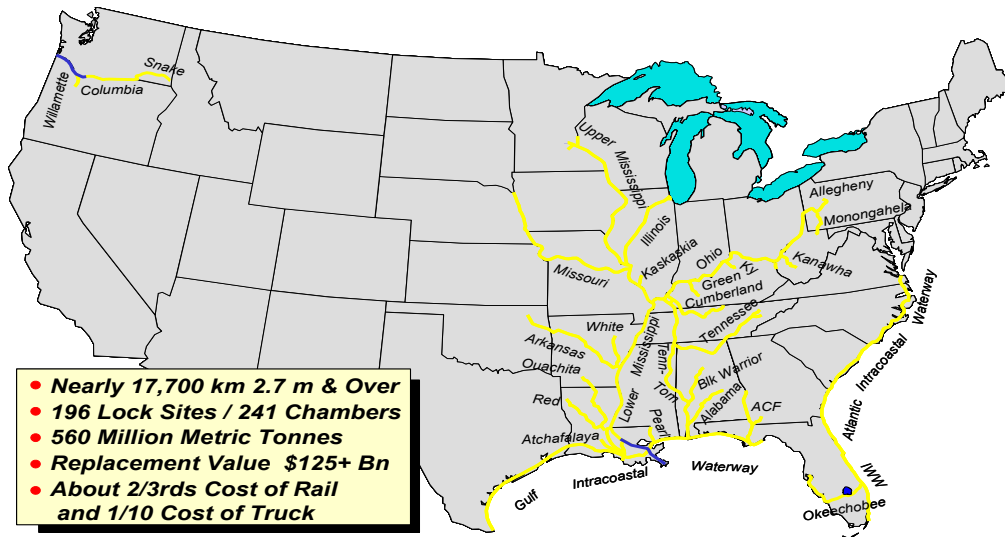 Snake
Columbia
Willamette
Upper
Mississippi
Illinois
Kaskaskia
Missouri
Ohio
Allegheny
Monongahela
Kanawha
Ky
Green
Cumberland
Tennessee
White
Arkansas
Ouachita
Red
Atchafalaya
Lower
Mississippi
Tenn-
Tom
Pearl
Blk Warrior
Alabama
ACF
Gulf
Intracoastal
Waterway
Atlantic
Intracoastal
Waterway
IWW
Okeechobee
• Nearly 17,700 km 2.7 m & Over
• 196 Lock Sites / 241 Chambers
• 560 Million Metric Tonnes
• Replacement Value $125+ Bn
• About 2/3rds Cost of Rail
and 1/10 Cost of Truck